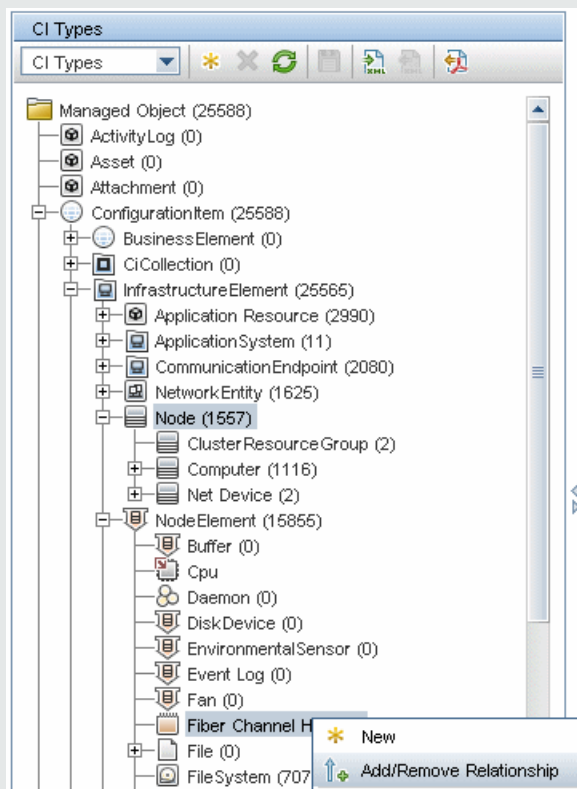 CI Types
CI Types
XML
XML
Managed Object (25588)
ActivityLog (0)
Asset (0)
Attachment (0)
ConfigurationItem (25588)
BusinessElement (0)
CiCollection (0)
InfrastructureElement (25565)
Application Resource (2990)
ApplicationSystem (11)
CommunicationEndpoint (2080)
NetworkEntity (1625)
Node (1557)
ClusterResourceGroup (2)
Computer (1116)
Net Device (2)
NodeElement (15855)
Buffer (0)
Cpu
Daemon (0)
DiskDevice (0)
EnvironmentalSensor (0)
Event Log (0)
Fan (0)
Fiber Channel H
New
File (0)
Add/Remove Relationship
FileSystem (707